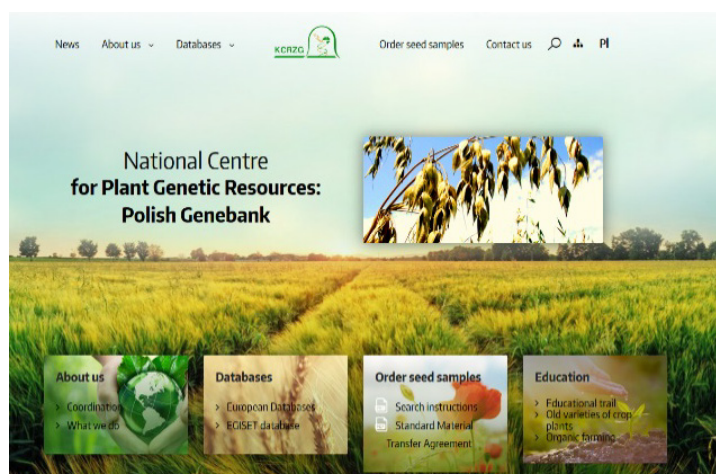 News About us Databases KCRZG Order seed samples Contact us Pl
National Centre
for Plant Genetic Resources:
Polish Genebank
About us
Coordination
What we do
Databases
European Databases
EGISET database
Order seed samples
Search instructions
Standard Material
Transfer Agreement
Education
Educational trail
Old varieties of crop
plants
Organic farming